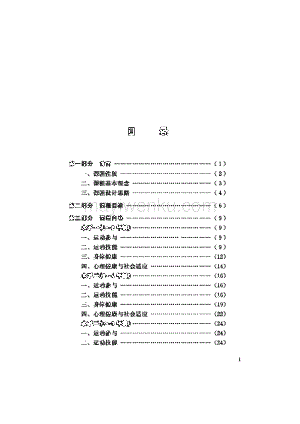 目 录
第一部分 前言 ……………………………………（1）
一、课程性质 ……………………………………（2）
二、课程基本理念 ……………………………………（3）
三、课程设计思路 ……………………………………（4）
第二部分 课程目标 ……………………………………（6）
第三部分 课程内容 ……………………………………（9）
……………………………………（9）
一、运动参与 ……………………………………（9）
二、运动技能 ……………………………………（9）
三、身体健康 ……………………………………（12）
四、心理健康与社会适应 ……………………………………（14）
……………………………………（16）
一、运动参与 ……………………………………（16）
二、运动技能 ……………………………………（16）
三、身体健康 ……………………………………（19）
四、心理健康与社会适应 ……………………………………（22）
……………………………………（24）
一、运动参与 ……………………………………（24）
二、运动技能 ……………………………………（24）
1